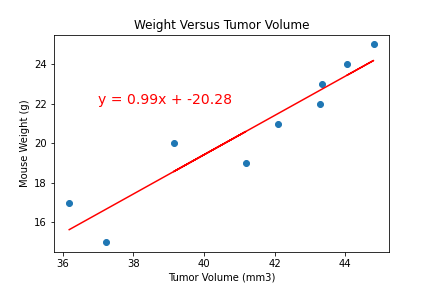 Weight Versus Tumor Volume
Mouse Weight (g)
24
22
20
18
16
y = 0.99x + -20.28
36
38
40
42
44
Tumor Volume (mm3)